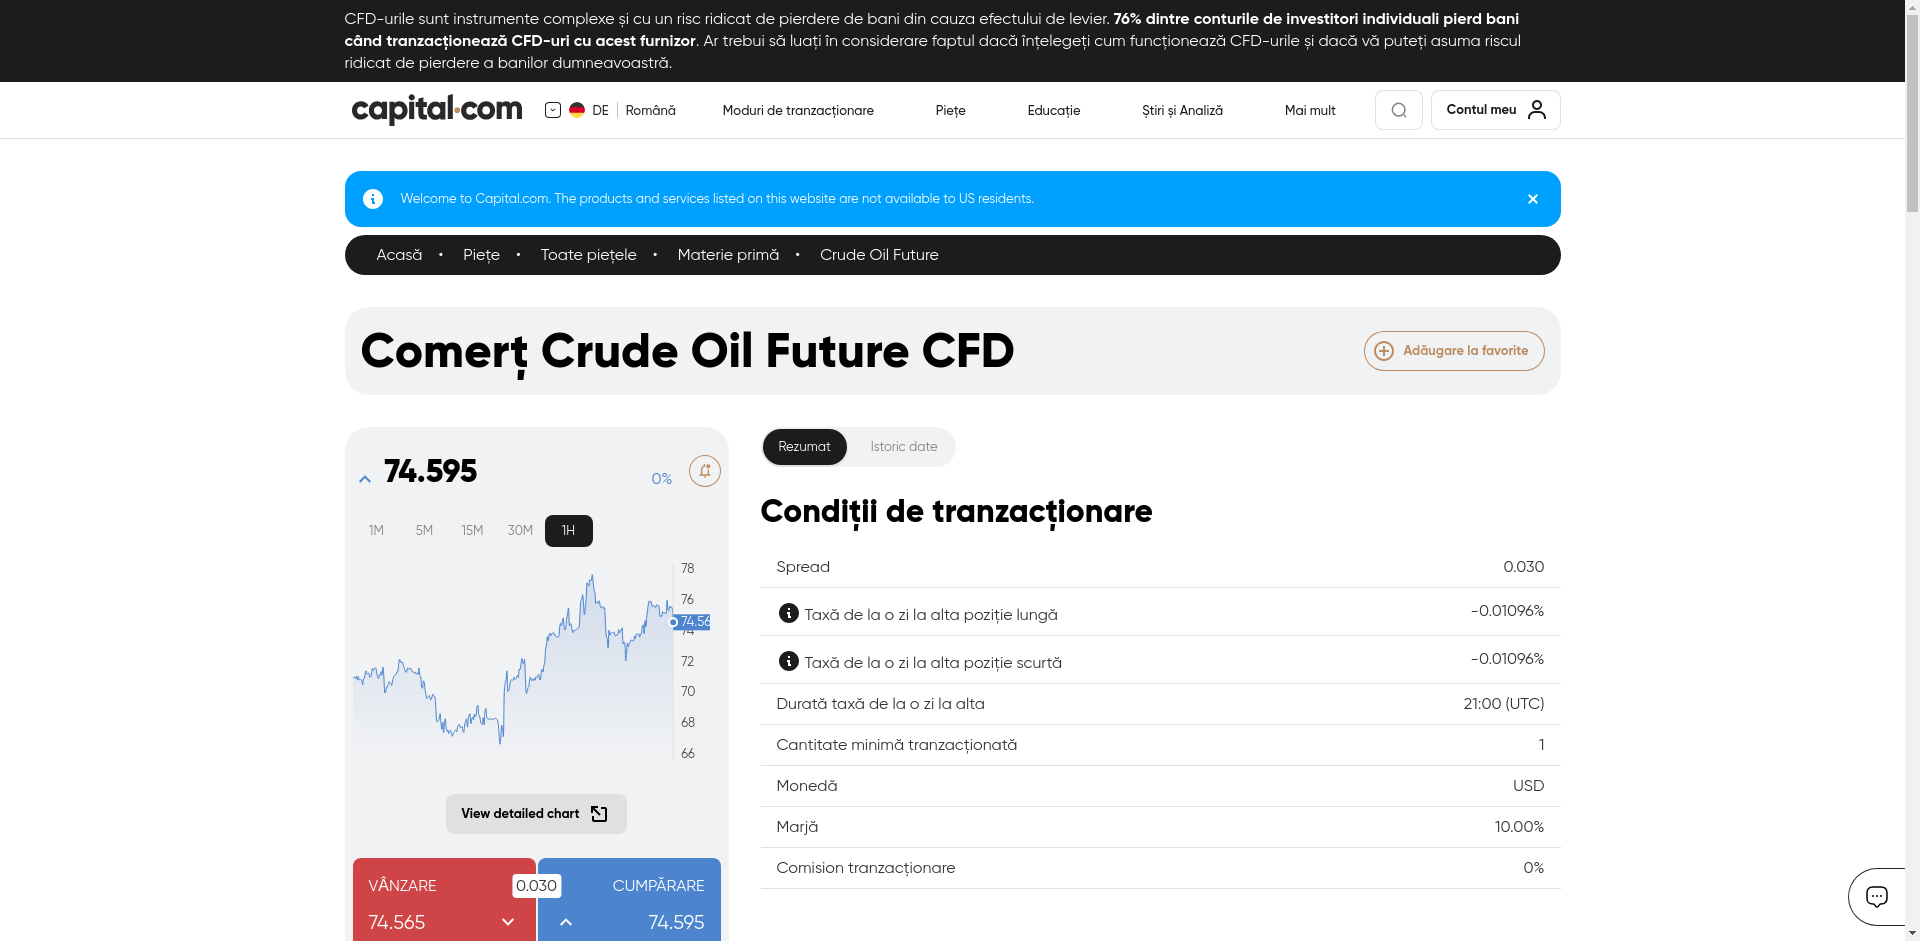 CFD-urile sunt instrumente complexe și cu un risc ridicat de pierdere de bani din cauza efectului de levier. 76% dintre conturile de investitori individuali pierd bani
când tranzacționează CFD-uri cu acest furnizor. Ar trebui să luați în considerare faptul dacă înțelegeți cum funcționează CFD-urile și dacă vă puteți asuma riscul
ridicat de pierdere a banilor dumneavoastră.
capital.com DE Română Moduri de tranzacționare Piețe Educație Știri și Analiză Mai mult Contul meu
Welcome to Capital.com. The products and services listed on this website are not available to US residents.
Acasă • Piețe • Toate piețele • Materie primă • Crude Oil Future
Comerț Crude Oil Future CFD
Adăugare la favorite
74.595
0%
1M 5M 15M 30M 1H
78
76
74.56
74
72
70
68
66
View detailed chart
VÂNZARE 0.030 CUMPĂRARE
74.565 74.595
Rezumat Istoric date
Condiții de tranzacționare
Spread 0.030
Taxă de la o zi la alta poziție lungă -0.01096%
Taxă de la o zi la alta poziție scurtă -0.01096%
Durată taxă de la o zi la alta 21:00 (UTC)
Cantitate minimă tranzacționată 1
Monedă USD
Marjă 10.00%
Comision tranzacționare 0%